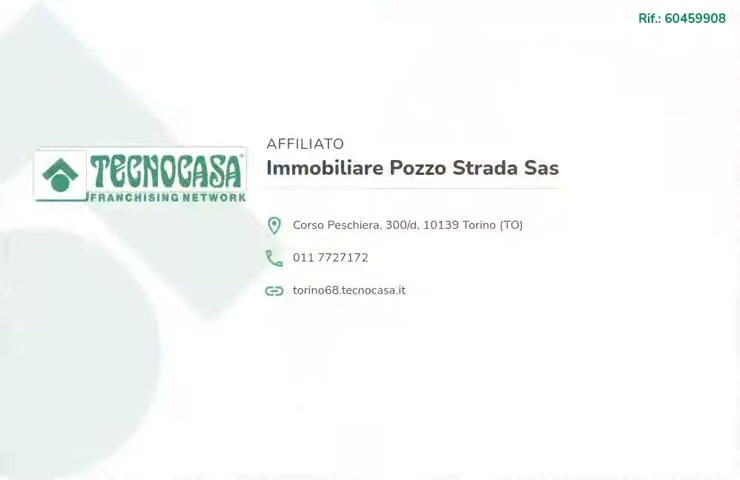 Rif.: 60459908
AFFILIATO
Immobiliare Pozzo Strada Sas
TECNOCASA®
FRANCHISING NETWORK
Corso Peschiera, 300/d, 10139 Torino (TO)
011 7727172
torino68.tecnocasa.it